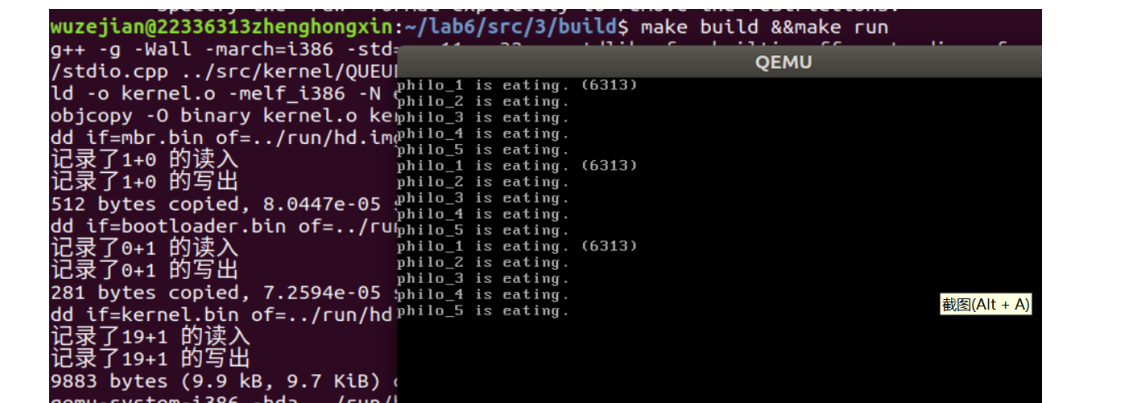 wuzejian@22336313zhenghongxin:~/lab6/src/3/build$ make build &&make run
g++ -g -Wall -march=i386
/stdio.cpp ../src/kernel/QUEU
ld -o kernel.o -melf_i386 -N
objcopy -O binary kernel.o
dd if=mbr.bin of=../run/hd.im
记录了1+0 的读入
记录了1+0 的写出
512 bytes copied, 8.0447e-05
dd if=bootloader.bin of=../ru
记录了0+1 的读入
记录了0+1 的写出
281 bytes copied, 7.2594e-05
dd if=kernel.bin of=../run/hd
记录了19+1 的读入
记录了19+1 的写出
9883 bytes (9.9 kB, 9.7 KiB)
QEMU
philo_1 is eating. (6313)
philo_2 is eating.
philo_3 is eating.
philo_4 is eating.
philo_5 is eating.
philo_1 is eating. (6313)
philo_2 is eating.
philo_3 is eating.
philo_4 is eating.
philo_5 is eating.
philo_1 is eating. (6313)
philo_2 is eating.
philo_3 is eating.
philo_4 is eating.
philo_5 is eating.
截图(Alt + A)